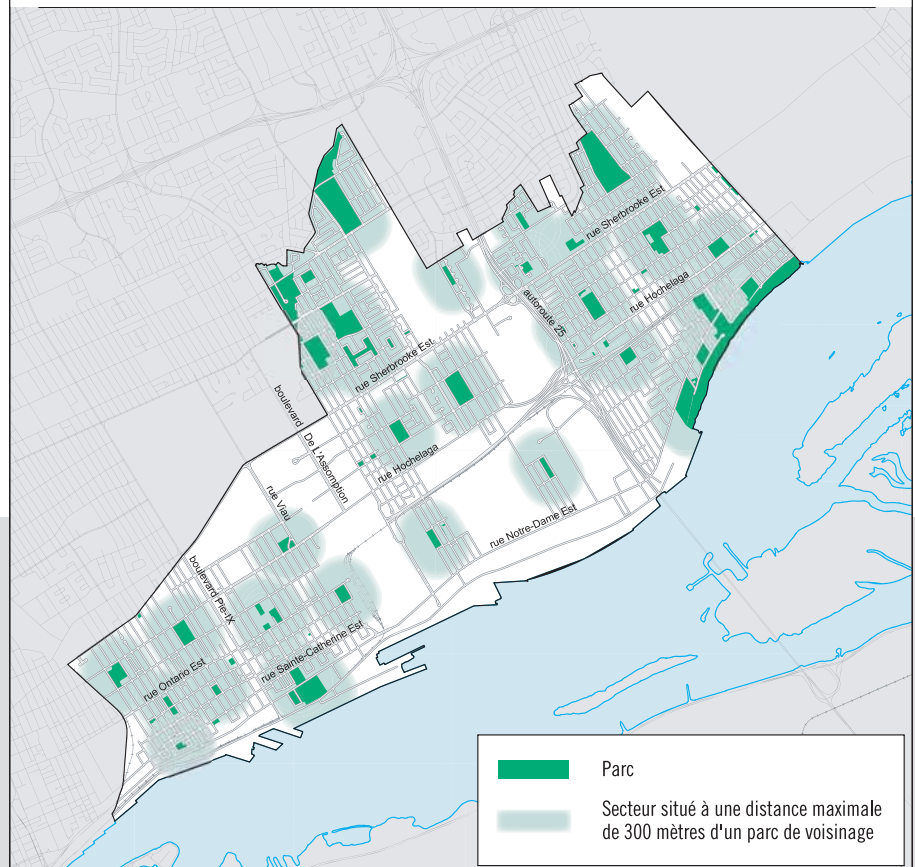 rue Sherbrooke Est
rue Hochelaga
autoroute 25
rue Sherbrooke Est
boulevard
De L'Assomption
rue Hochelaga
rue Viau
rue Notre-Dame Est
boulevard Pie-IX
rue Sainte-Catherine Est
rue Ontario Est
Parc
Secteur situé à une distance maximale
de 300 mètres d'un parc de voisinage